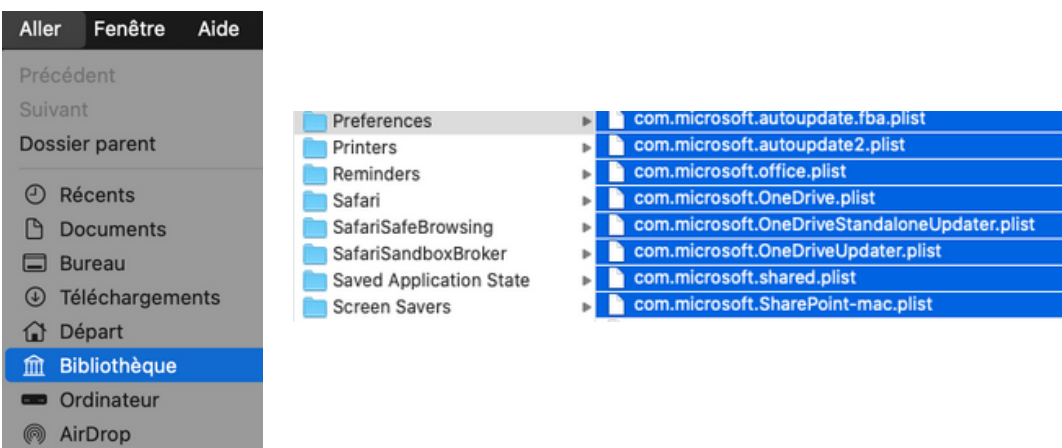 Aller Fenêtre Aide
Précédent
Suivant
Dossier parent
Récents
Documents
Bureau
Téléchargements
Départ
Bibliothèque
Ordinateur
AirDrop
Preferences
Printers
Reminders
Safari
SafariSafeBrowsing
SafariSandboxBroker
Saved Application State
Screen Savers
com.microsoft.autoupdate.fba.plist
com.microsoft.autoupdate2.plist
com.microsoft.office.plist
com.microsoft.OneDrive.plist
com.microsoft.OneDriveStandaloneUpdater.plist
com.microsoft.OneDriveUpdater.plist
com.microsoft.shared.plist
com.microsoft.SharePoint-mac.plist